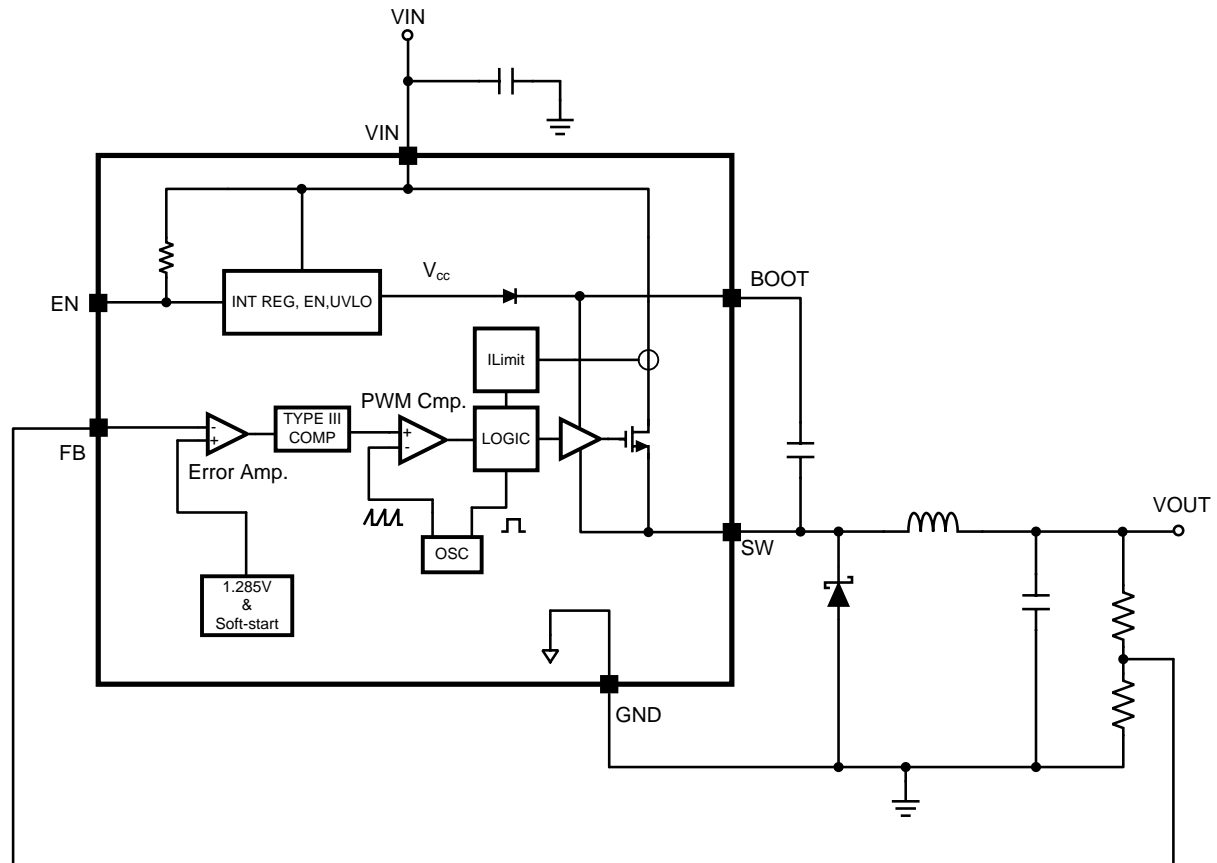 VIN
VIN
V_cc
BOOT
EN
INT REG, EN,UVLO
ILimit
PWM Cmp.
FB
-
+
TYPE III
COMP
+
-
LOGIC
Error Amp.
VOUT
OSC
SW
1.285V
&
Soft-start
GND